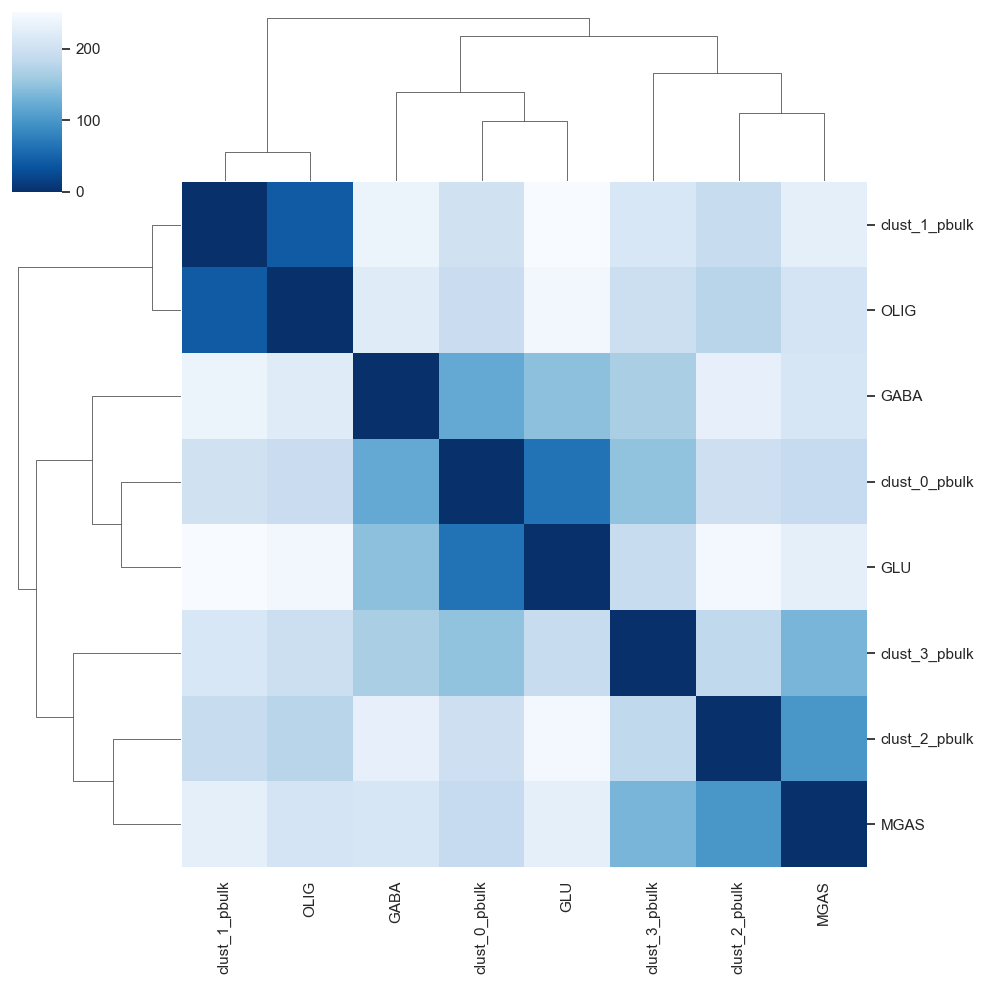 200
100
0
clust_1_pbulk
OLIG
GABA
clust_0_pbulk
GLU
clust_3_pbulk
clust_2_pbulk
MGAS
clust_1_pbulk
OLIG
GABA
clust_0_pbulk
GLU
clust_3_pbulk
clust_2_pbulk
MGAS